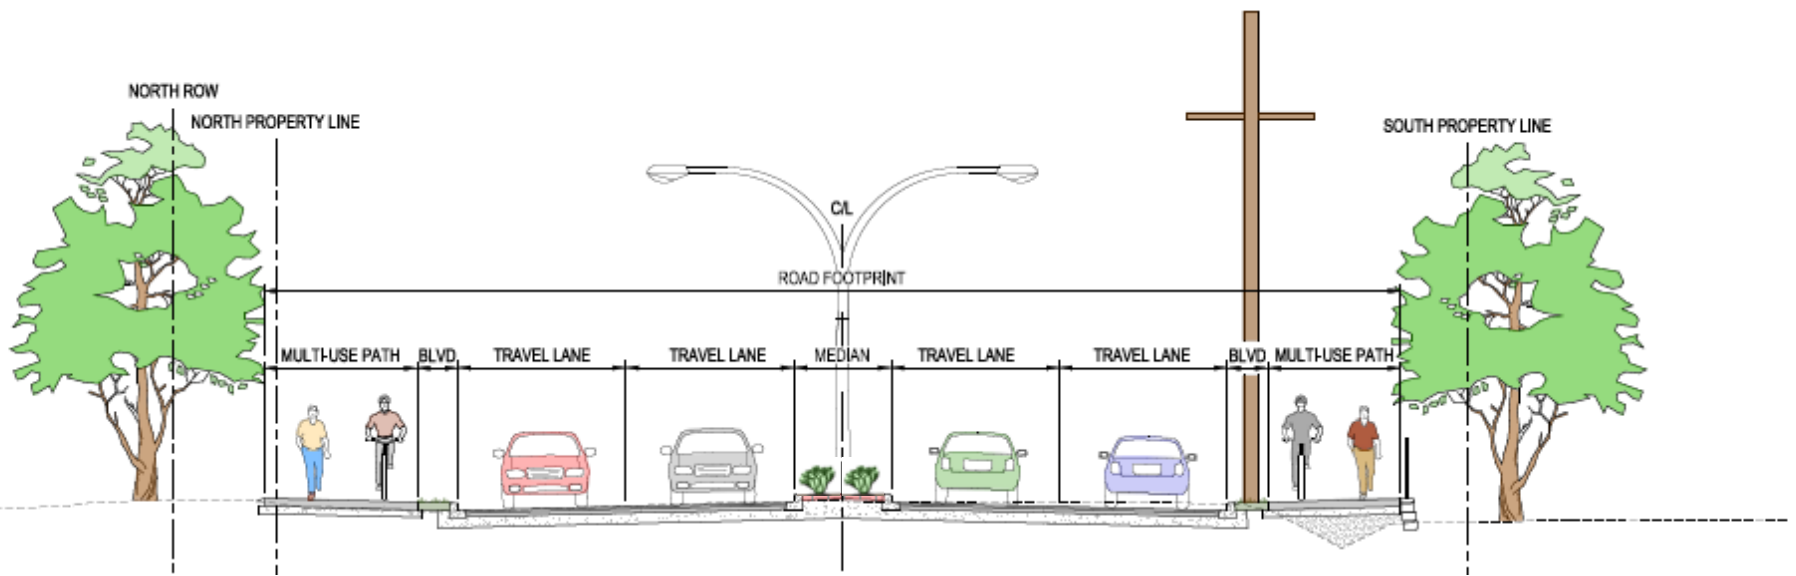 NORTH ROW
NORTH PROPERTY LINE
SOUTH PROPERTY LINE
C/L
ROAD FOOTPRINT
MULTI-USE PATH BLVD TRAVEL LANE TRAVEL LANE MEDIAN TRAVEL LANE TRAVEL LANE BLVD MULTI-USE PATH